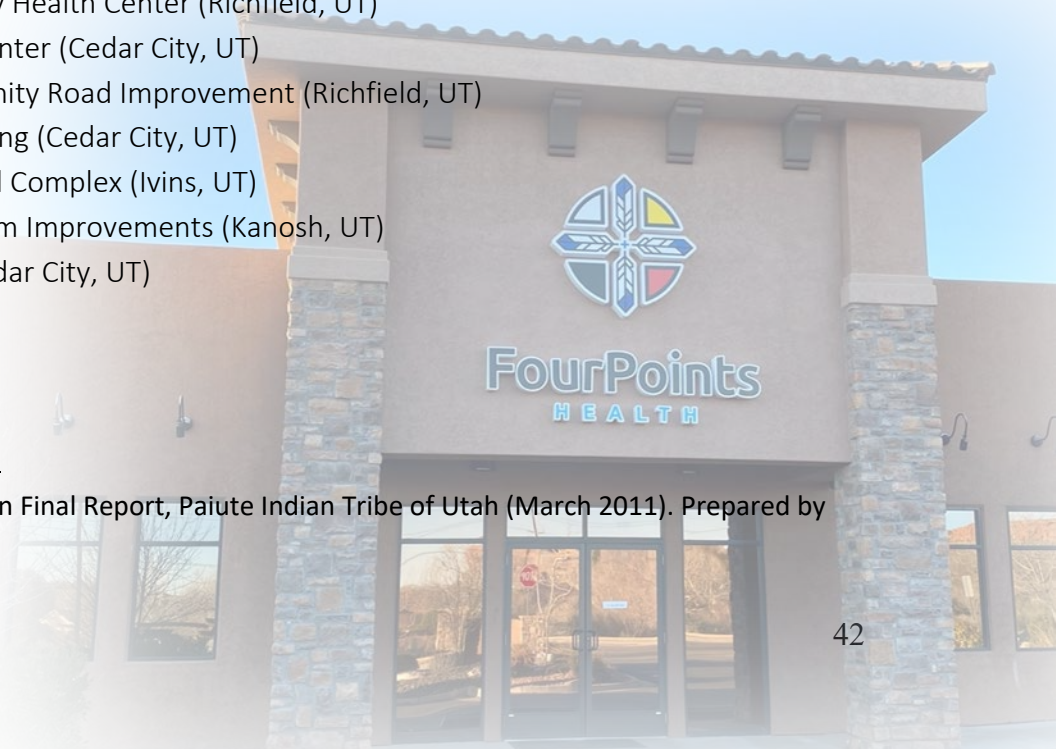 Health Center (Richfield, UT)
nter (Cedar City, UT)
nity Road Improvement (Richfield, UT)
ng (Cedar City, UT)
l Complex (Ivins, UT)
m Improvements (Kanosh, UT)
dar City, UT)
FourPoints
HEALTH
n Final Report, Paiute Indian Tribe of Utah (March 2011). Prepared by
42